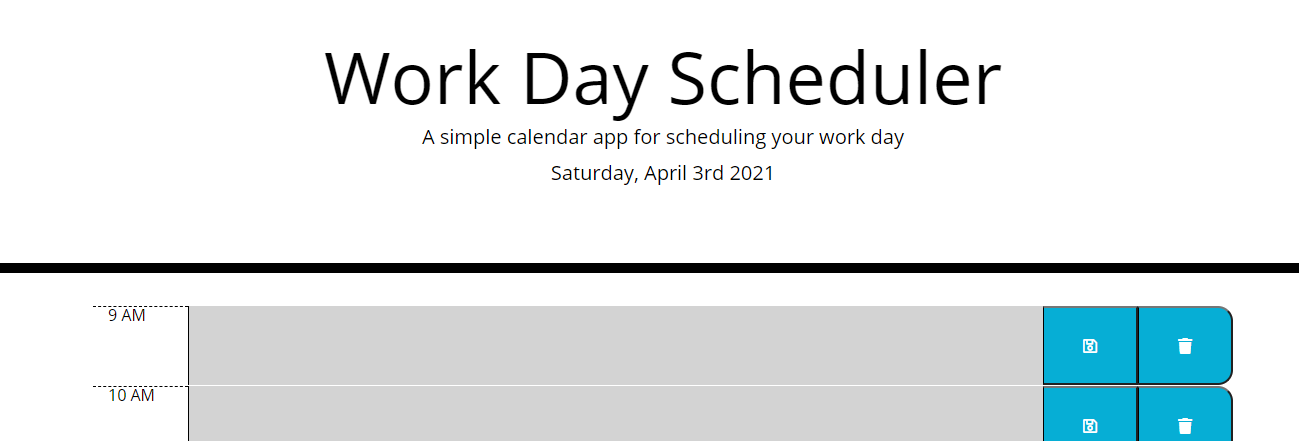 Work Day Scheduler
A simple calendar app for scheduling your work day
Saturday, April 3rd 2021
9 AM
10 AM